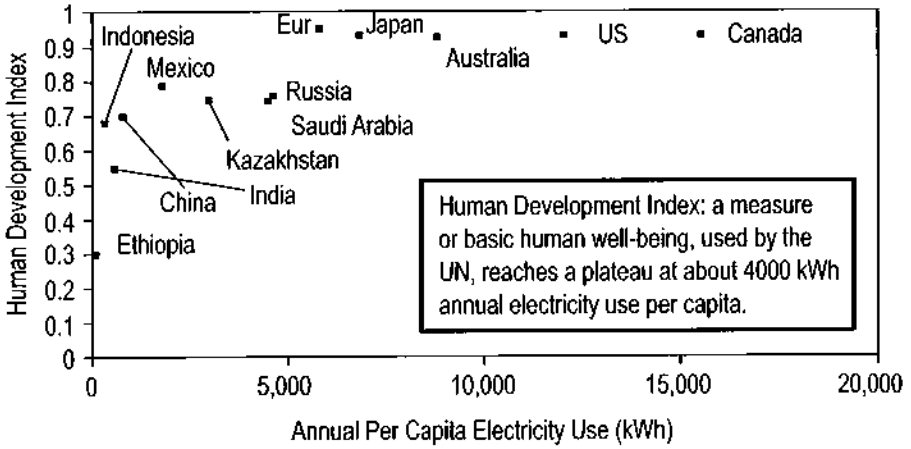 Human Development Index
1
0.9
0.8
0.7
0.6
0.5
0.4
0.3
0.2
0.1
0
Indonesia
Eur
Japan
US
Canada
Australia
Mexico
Russia
Saudi Arabia
Kazakhstan
China
India
Ethiopia
Human Development Index: a measure
or basic human well-being, used by the
UN, reaches a plateau at about 4000 kWh
annual electricity use per capita.
0
5,000
10,000
15,000
20,000
Annual Per Capita Electricity Use (kWh)